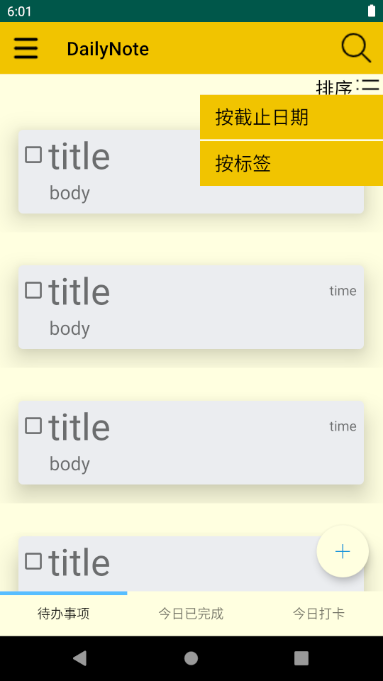 6:01
DailyNote
排序
按截止日期
按标签
title
body
title
time
body
title
time
body
title
待办事项
今日已完成
今日打卡